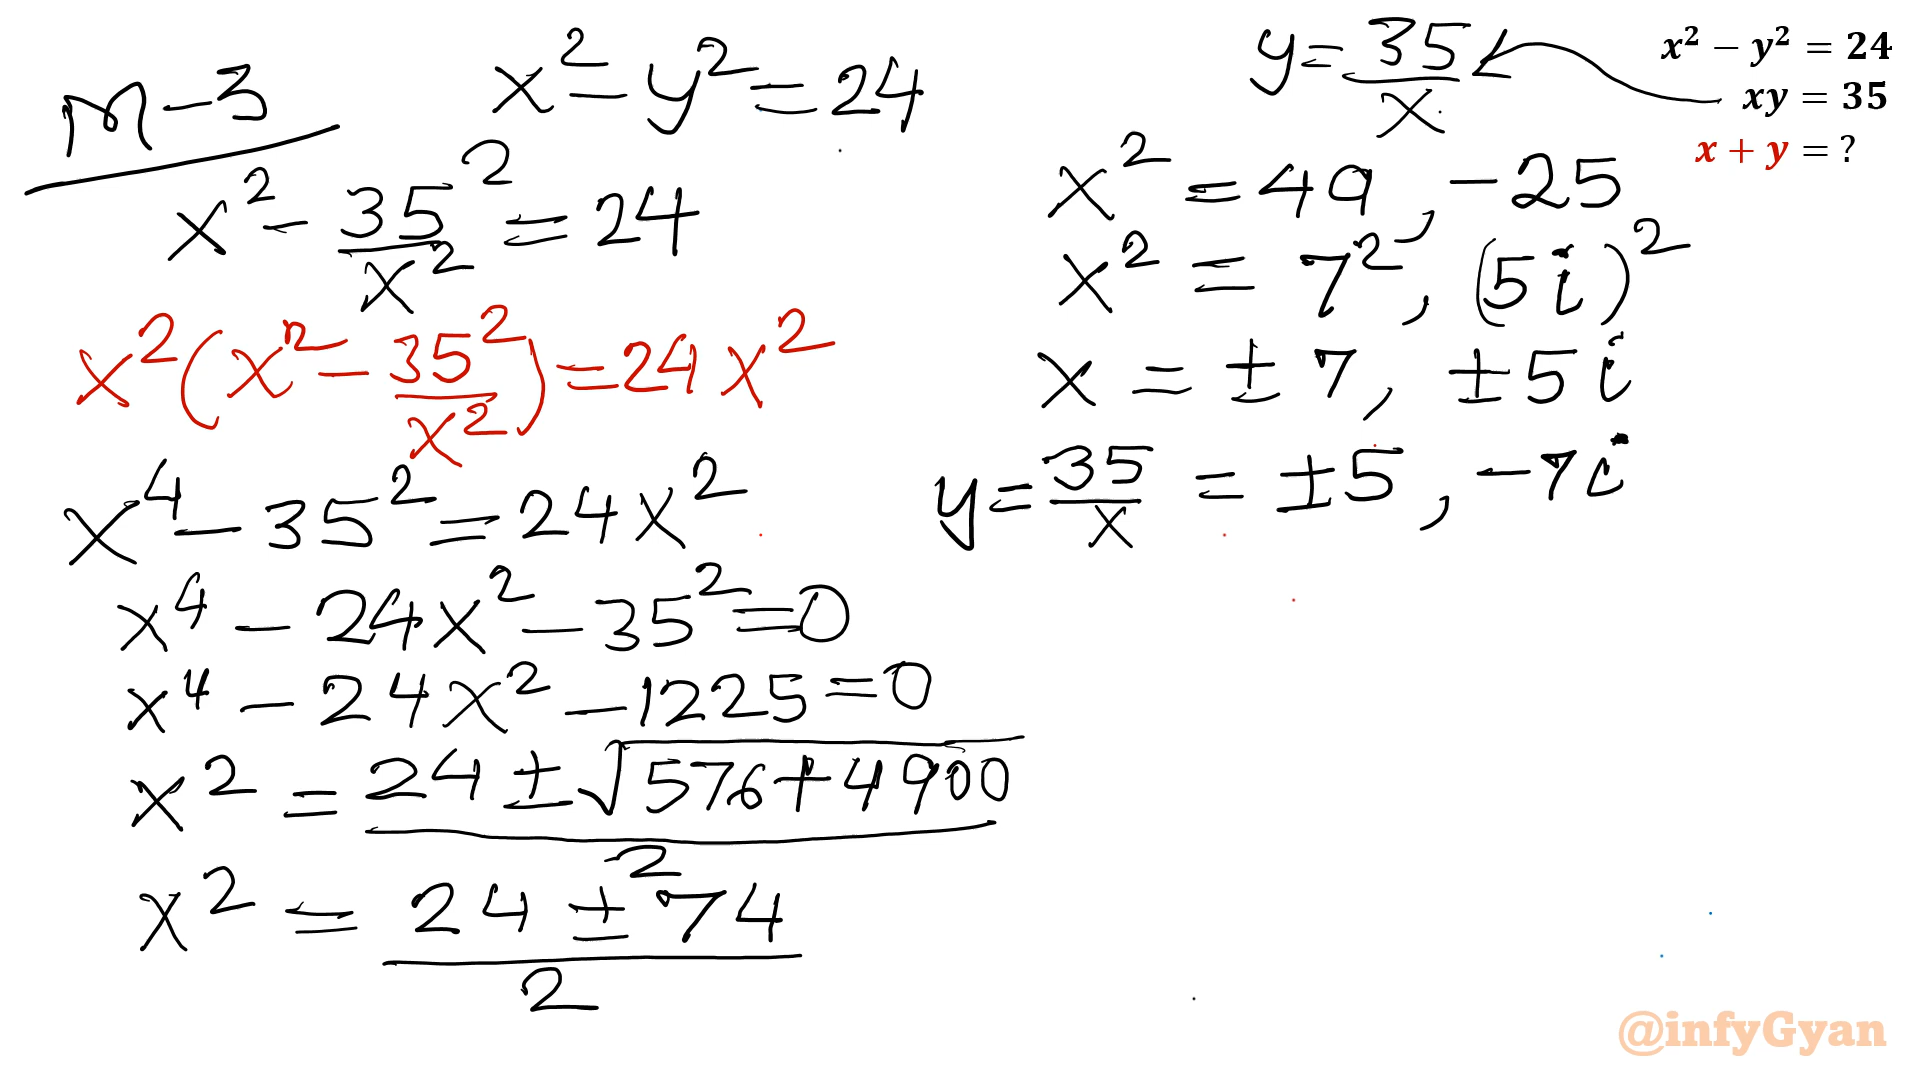 M-3
x² - y² = 24
x² - 35²/x² = 24
x²(x² - 35²/x²) = 24x²
x⁴ - 35² = 24x²
x⁴ - 24x² - 35² = 0
x⁴ - 24x² - 1225 = 0
x² = (24 ± √(576+4900))/2
x² = (24 ± 74)/2
y = 35/x
x² = 49, -25
x² = 7², (5i)²
x = ±7, ±5i
y = 35/x = ±5, -7i
x² − y² = 24
xy = 35
x + y = ?
@infyGyan